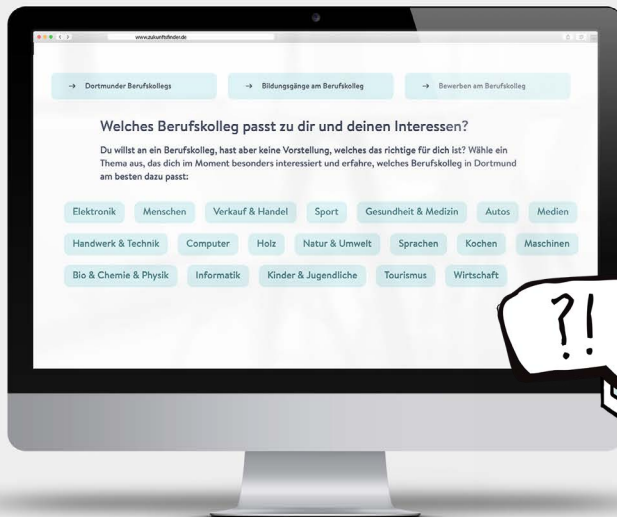 www.zukunftsfinder.de
→ Dortmunder Berufskollegs → Bildungsgänge am Berufskolleg → Bewerben am Berufskolleg
Welches Berufskolleg passt zu dir und deinen Interessen?
Du willst an ein Berufskolleg, hast aber keine Vorstellung, welches das richtige für dich ist? Wähle ein
Thema aus, das dich im Moment besonders interessiert und erfahre, welches Berufskolleg in Dortmund
am besten dazu passt:
Elektronik Menschen Verkauf & Handel Sport Gesundheit & Medizin Autos Medien
Handwerk & Technik Computer Holz Natur & Umwelt Sprachen Kochen Maschinen
Bio & Chemie & Physik Informatik Kinder & Jugendliche Tourismus Wirtschaft
?!